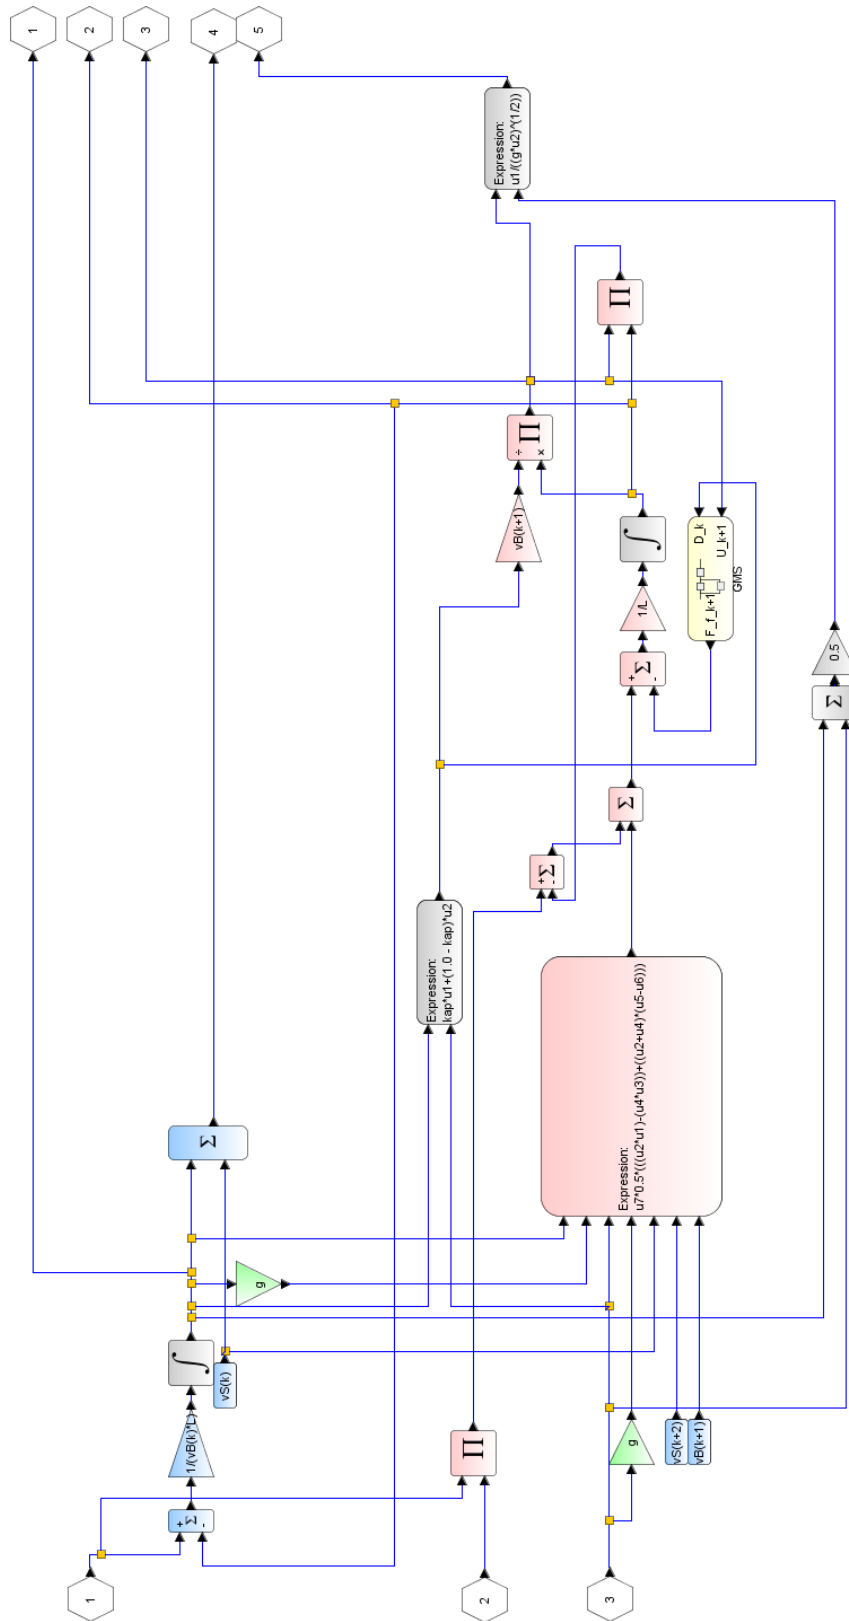 1
2
3
4
5
Expression:
u1/((g*u2)^(1/2))
Π
÷
×
Π
vB(k+1)
∫
1/L
+
-
Σ
D_k
U_k+1
F_f_k+1
GMS
0.5
Σ
Σ
+
-
Σ
Expression:
kap*u1+(1.0 - kap)*u2
Expression:
u7*0.5*(((u2*u1)-(u4*u3))+((u2+u4)*(u5-u6)))
Σ
g
∫
vS(k)
1/(vB(k)*L)
+
-
Σ
Π
g
vS(k+2)
vB(k+1)
1
2
3